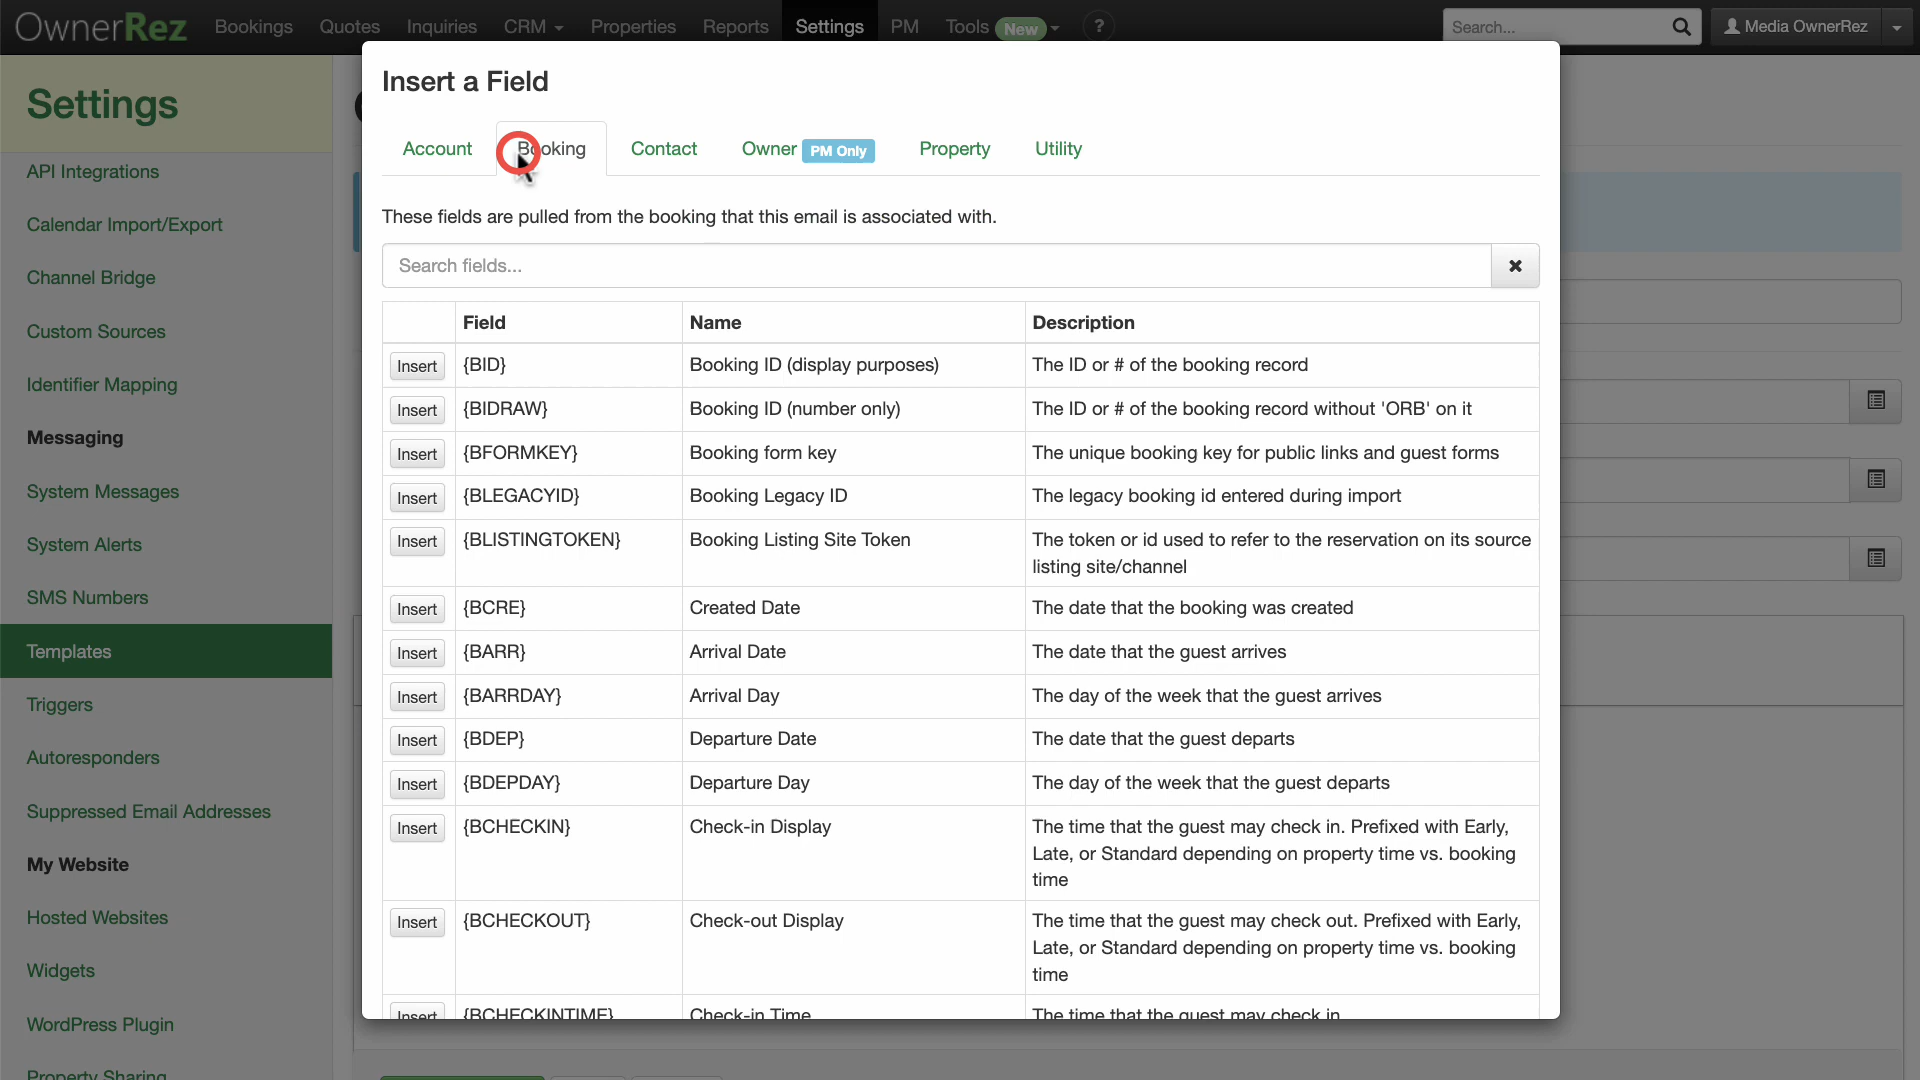 OwnerRez Bookings Quotes Inquiries CRM Properties Reports Settings PM Tools New ? Search... Media OwnerRez
Settings
API Integrations
Calendar Import/Export
Channel Bridge
Custom Sources
Identifier Mapping
Messaging
System Messages
System Alerts
SMS Numbers
Templates
Triggers
Autoresponders
Suppressed Email Addresses
My Website
Hosted Websites
Widgets
WordPress Plugin
Property Sharing
Insert a Field
Account Booking Contact Owner PM Only Property Utility
These fields are pulled from the booking that this email is associated with.
Search fields...
Field Name Description
Insert {BID} Booking ID (display purposes) The ID or # of the booking record
Insert {BIDRAW} Booking ID (number only) The ID or # of the booking record without 'ORB' on it
Insert {BFORMKEY} Booking form key The unique booking key for public links and guest forms
Insert {BLEGACYID} Booking Legacy ID The legacy booking id entered during import
Insert {BLISTINGTOKEN} Booking Listing Site Token The token or id used to refer to the reservation on its source
listing site/channel
Insert {BCRE} Created Date The date that the booking was created
Insert {BARR} Arrival Date The date that the guest arrives
Insert {BARRDAY} Arrival Day The day of the week that the guest arrives
Insert {BDEP} Departure Date The date that the guest departs
Insert {BDEPDAY} Departure Day The day of the week that the guest departs
Insert {BCHECKIN} Check-in Display The time that the guest may check in. Prefixed with Early,
Late, or Standard depending on property time vs. booking
time
Insert {BCHECKOUT} Check-out Display The time that the guest may check out. Prefixed with Early,
Late, or Standard depending on property time vs. booking
time
Insert {BCHECKINTIME} Check-in Time The time that the guest may check in